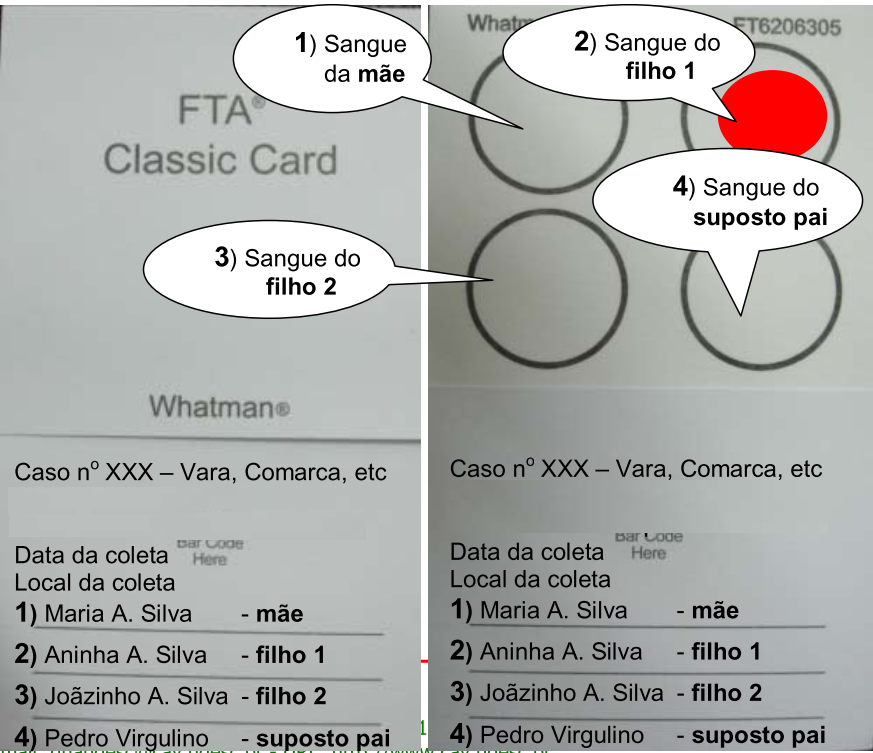 FTA®
Classic Card
Whatman®
1) Sangue
da mãe
2) Sangue do
filho 1
FT6206305
4) Sangue do
suposto pai
3) Sangue do
filho 2
Caso nº XXX – Vara, Comarca, etc
Bar Code
Here
Data da coleta
Local da coleta
1) Maria A. Silva - mãe
2) Aninha A. Silva - filho 1
3) Joãzinho A. Silva - filho 2
4) Pedro Virgulino - suposto pai
Caso nº XXX – Vara, Comarca, etc
Bar Code
Here
Data da coleta
Local da coleta
1) Maria A. Silva - mãe
2) Aninha A. Silva - filho 1
3) Joãzinho A. Silva - filho 2
4) Pedro Virgulino - suposto pai